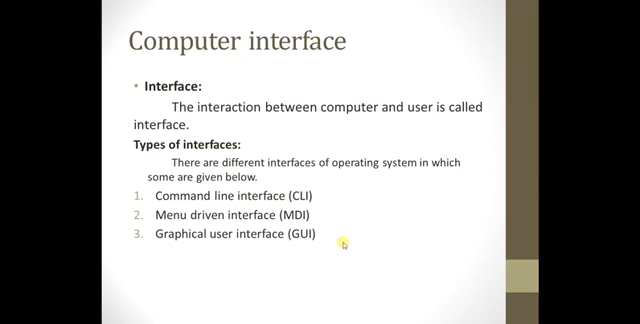 Computer interface
• Interface:
The interaction between computer and user is called
interface.
Types of interfaces:
There are different interfaces of operating system in which
some are given below.
1. Command line interface (CLI)
2. Menu driven interface (MDI)
3. Graphical user interface (GUI)